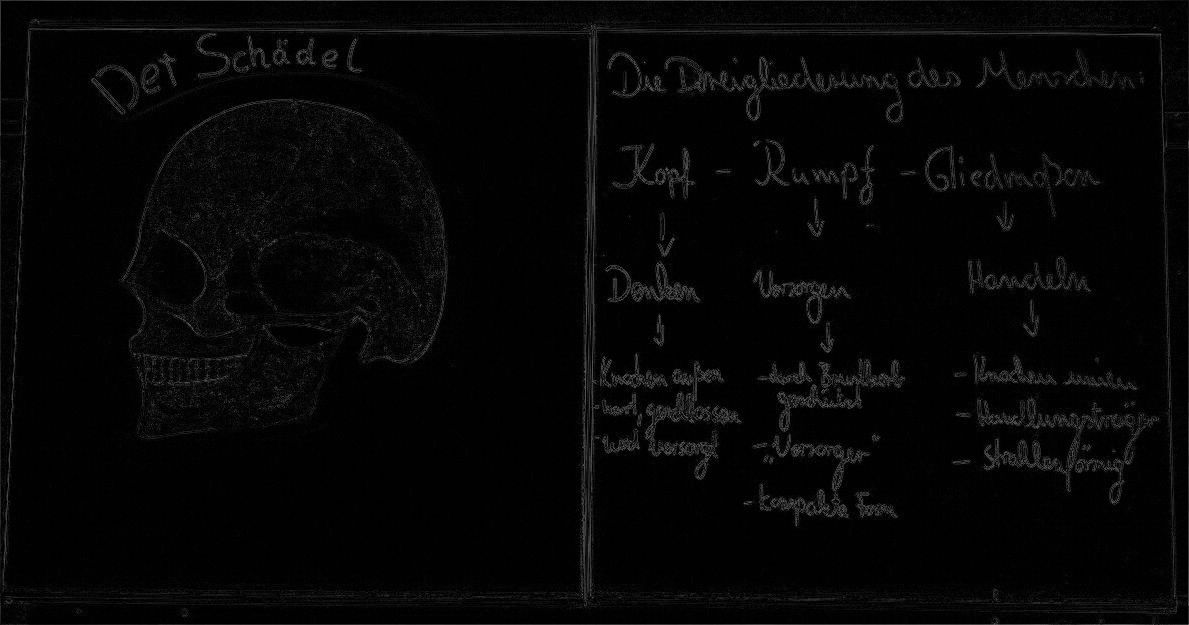 Der Schädel
Die Dreigliederung des Menschen:
Kopf - Rumpf - Gliedmaßen
Denken Versorgen Handeln
Knochen außen
- hart, geschlossen
- wird versorgt
- durch Brustkorb
geschützt
- „Versorger“
- kompakte Form
- Knochen innen
- Handlungsträger
- Strahlenförmig